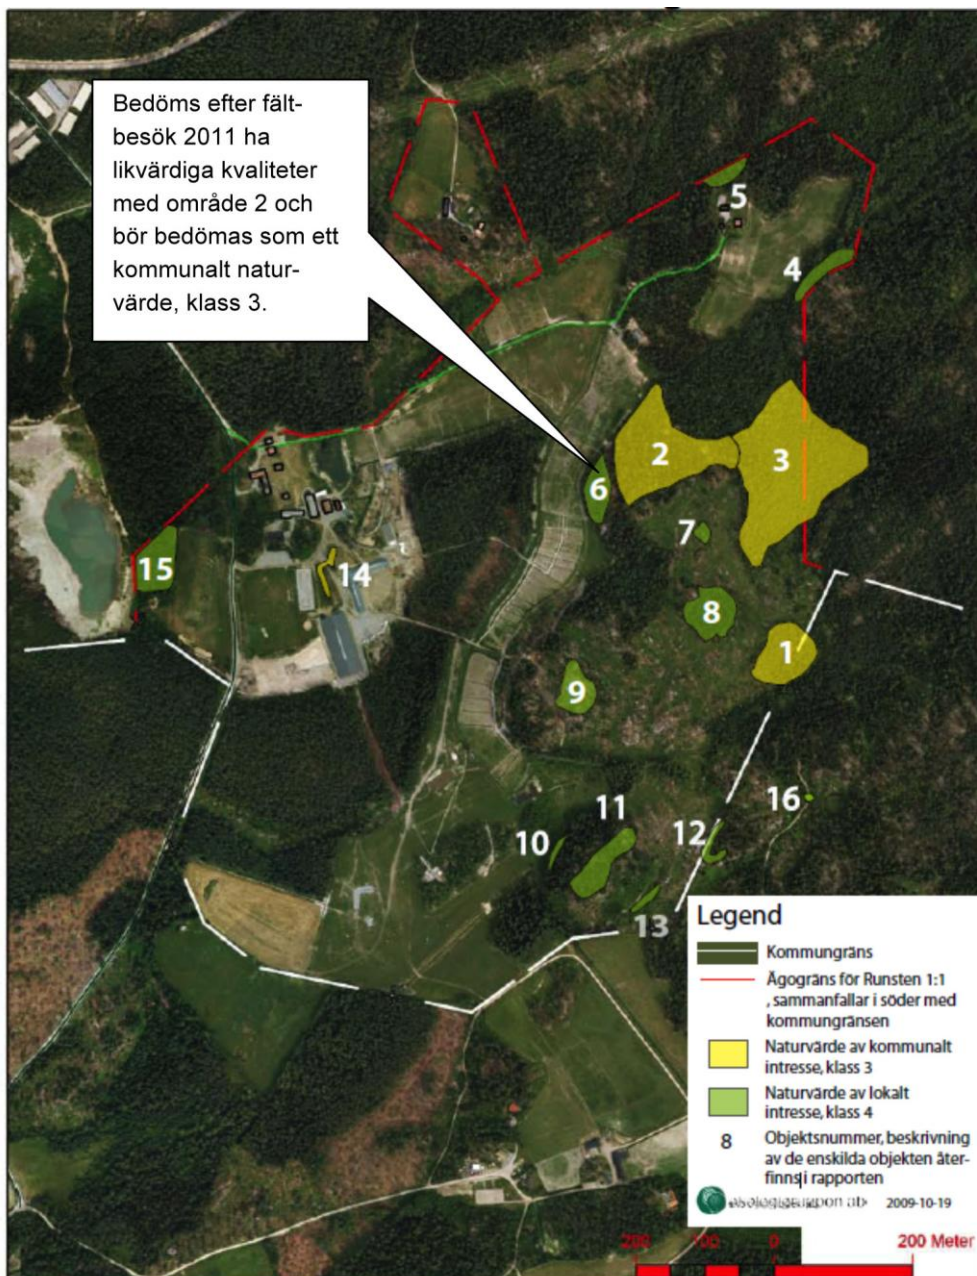 Bedöms efter fält-
besök 2011 ha
likvärdiga kvaliteter
med område 2 och
bör bedömas som ett
kommunalt natur-
värde, klass 3.
5
4
2
3
6
7
15
14
8
1
9
16
11
12
10
13
Legend
Kommungräns
Ägogräns för Runsten 1:1
, sammanfallar i söder med
kommungränsen
Naturvärde av kommunalt
intresse, klass 3
Naturvärde av lokalt
intresse, klass 4
8 Objektsnummer, beskrivning
av de enskilda objekten åter-
finns i rapporten
ekologigruppen ab 2009-10-19
200 100 0 200 Meter